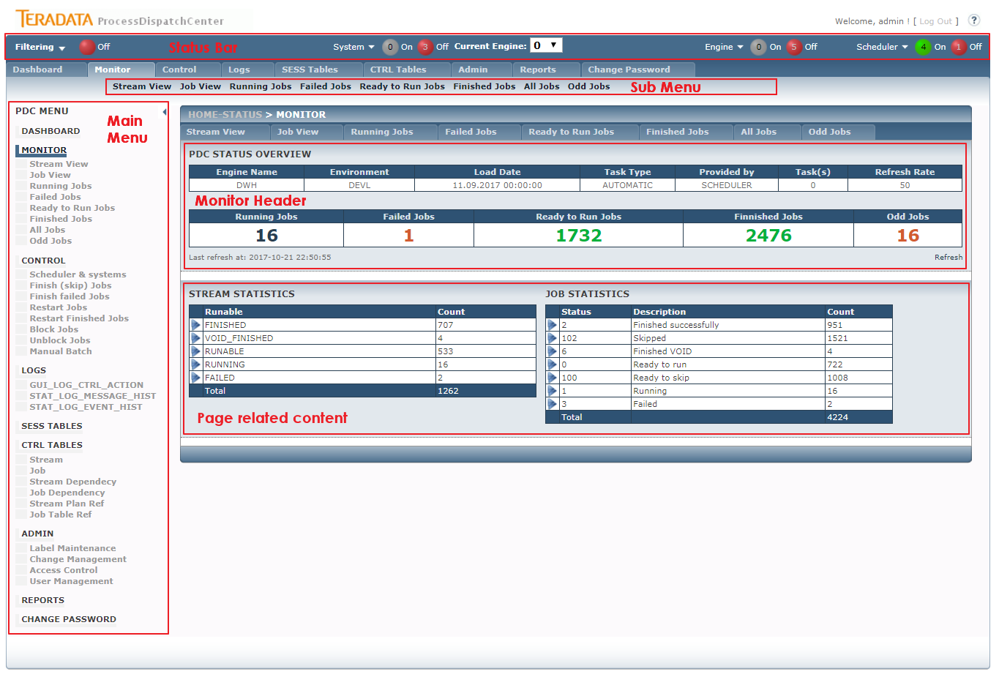 TERADATA ProcessDispatchCenter
Welcome, admin ! [ Log Out ] ?
Filtering Off Status Bar System 0 On 3 Off Current Engine: 0 Engine 0 On 5 Off Scheduler 4 On 1 Off
Dashboard Monitor Control Logs SESS Tables CTRL Tables Admin Reports Change Password
Stream View Job View Running Jobs Failed Jobs Ready to Run Jobs Finished Jobs All Jobs Odd Jobs Sub Menu
PDC MENU
Main
Menu
DASHBOARD
MONITOR
Stream View
Job View
Running Jobs
Failed Jobs
Ready to Run Jobs
Finished Jobs
All Jobs
Odd Jobs
CONTROL
Scheduler & systems
Finish (skip) Jobs
Finish failed Jobs
Restart Jobs
Restart Finished Jobs
Block Jobs
Unblock Jobs
Manual Batch
LOGS
GUI_LOG_CTRL_ACTION
STAT_LOG_MESSAGE_HIST
STAT_LOG_EVENT_HIST
SESS TABLES
CTRL TABLES
Stream
Job
Stream Dependecy
Job Dependency
Stream Plan Ref
Job Table Ref
ADMIN
Label Maintenance
Change Management
Access Control
User Management
REPORTS
CHANGE PASSWORD
HOME-STATUS > MONITOR
Stream View Job View Running Jobs Failed Jobs Ready to Run Jobs Finished Jobs All Jobs Odd Jobs
PDC STATUS OVERVIEW
Engine Name Environment Load Date Task Type Provided by Task(s) Refresh Rate
DWH DEVL 11.09.2017 00:00:00 AUTOMATIC SCHEDULER 0 50
Monitor Header
Running Jobs Failed Jobs Ready to Run Jobs Finnished Jobs Odd Jobs
16 1 1732 2476 16
Last refresh at: 2017-10-21 22:50:55 Refresh
STREAM STATISTICS
Runable Count
FINISHED 707
VOID_FINISHED 4
RUNABLE 533
RUNNING 16
FAILED 2
Total 1262
JOB STATISTICS
Status Description Count
2 Finished successfully 951
102 Skipped 1521
6 Finished VOID 4
0 Ready to run 722
100 Ready to skip 1008
1 Running 16
3 Failed 2
Total 4224
Page related content